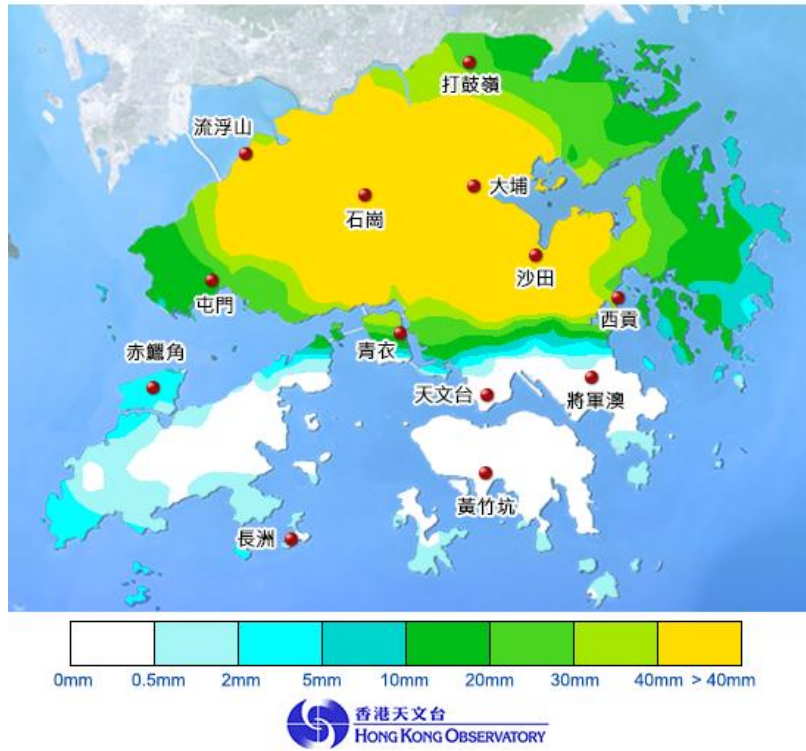 打鼓嶺
流浮山
大埔
石崗
沙田
屯門
西貢
青衣
赤鱲角
天文台
將軍澳
黃竹坑
長洲
0mm 0.5mm 2mm 5mm 10mm 20mm 30mm 40mm > 40mm
香港天文台
HONG KONG OBSERVATORY